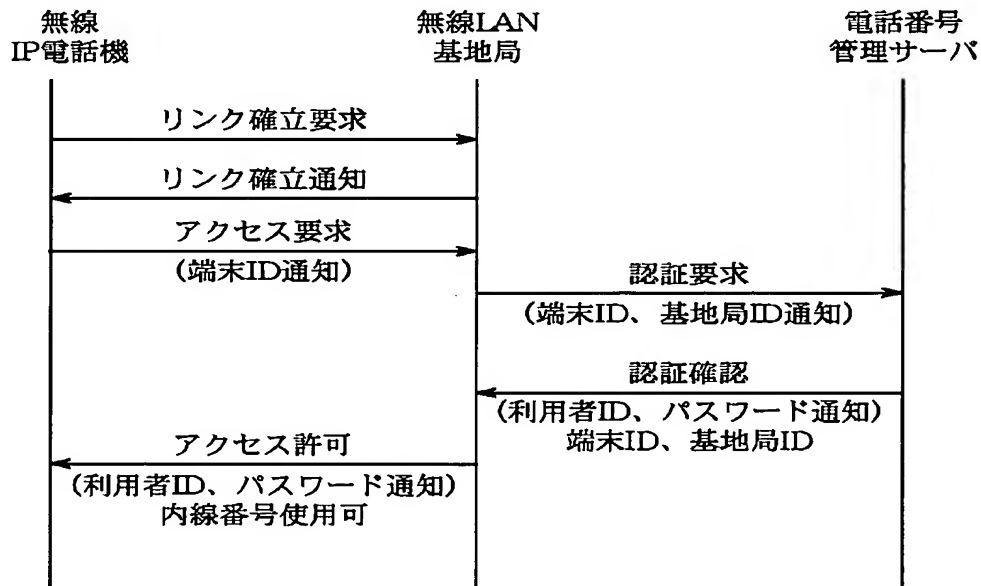 無線
IP電話機
無線LAN
基地局
電話番号
管理サーバ
リンク確立要求
リンク確立通知
アクセス要求
(端末ID通知)
認証要求
(端末ID、基地局ID通知)
認証確認
(利用者ID、パスワード通知)
端末ID、基地局ID
アクセス許可
(利用者ID、パスワード通知)
内線番号使用可